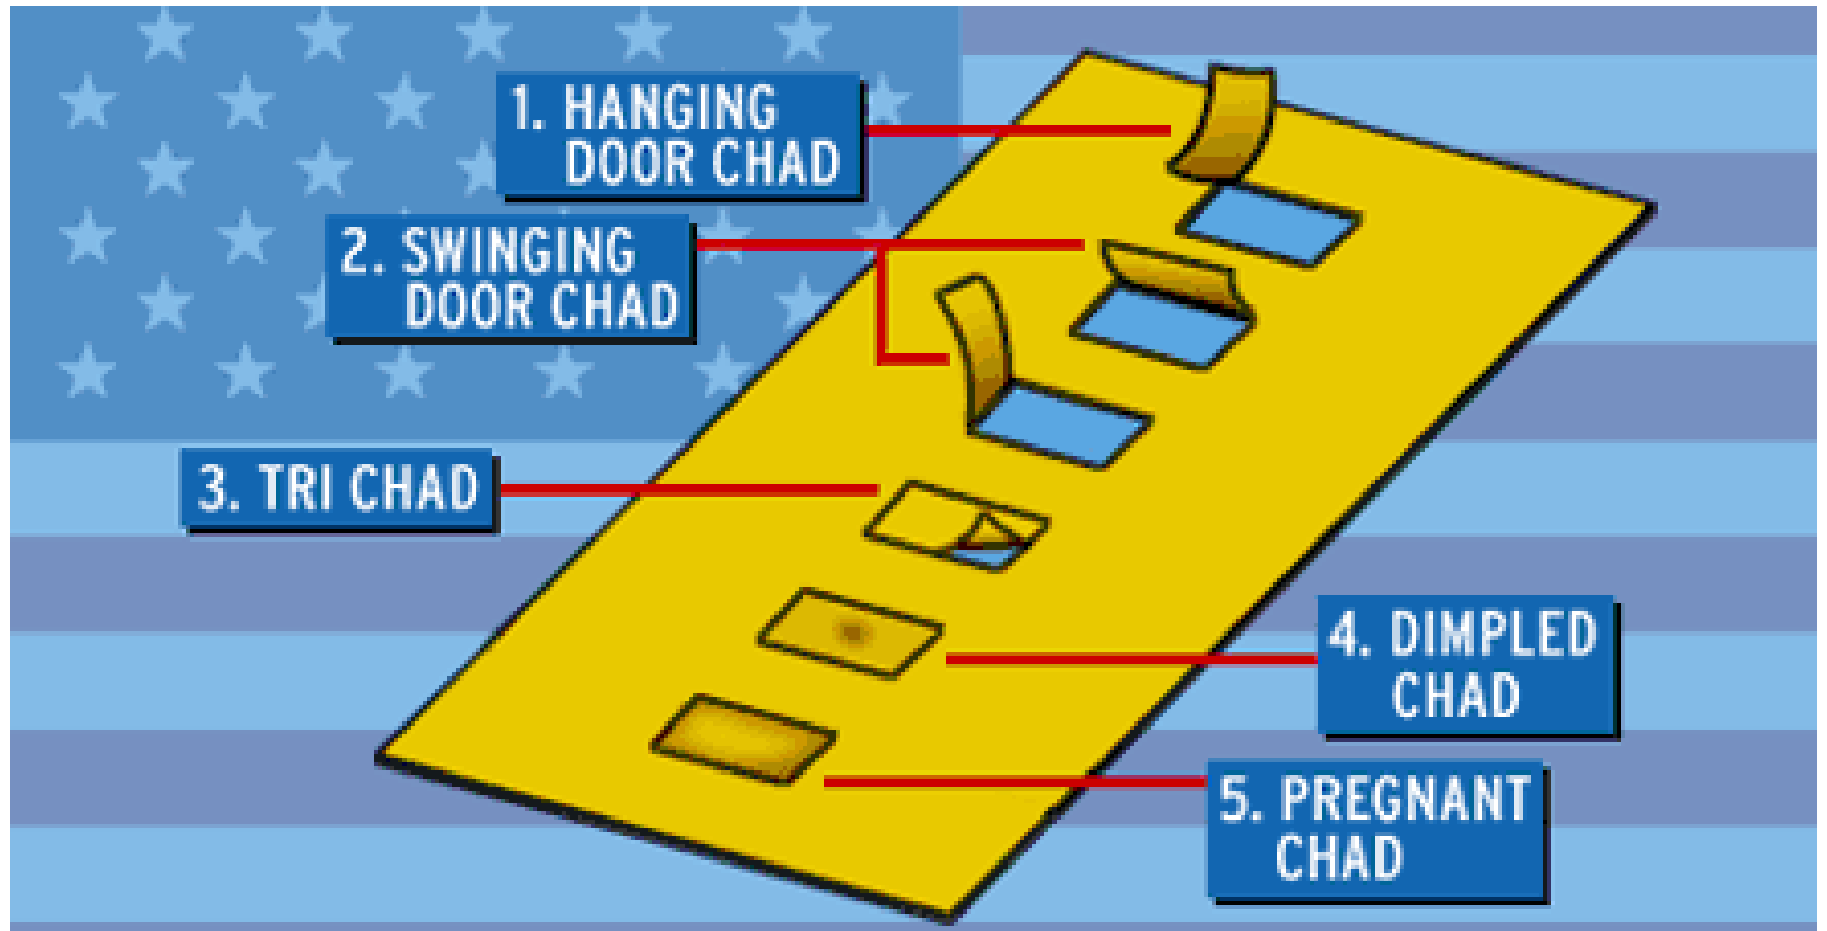 1. HANGING
DOOR CHAD
2. SWINGING
DOOR CHAD
3. TRI CHAD
4. DIMPLED
CHAD
5. PREGNANT
CHAD